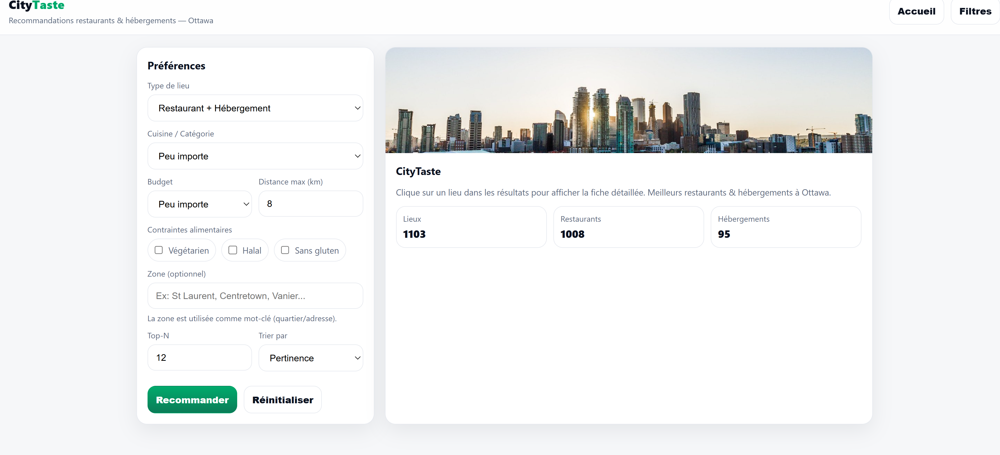 CityTaste
Recommandations restaurants & hébergements — Ottawa
Accueil
Filtres
Préférences
Type de lieu
Restaurant + Hébergement
Cuisine / Catégorie
Peu importe
Budget
Distance max (km)
Peu importe
8
Contraintes alimentaires
Végétarien
Halal
Sans gluten
Zone (optionnel)
Ex: St Laurent, Centretown, Vanier...
La zone est utilisée comme mot-clé (quartier/adresse).
Top-N
Trier par
12
Pertinence
Recommander
Réinitialiser
CityTaste
Clique sur un lieu dans les résultats pour afficher la fiche détaillée. Meilleurs restaurants & hébergements à Ottawa.
Lieux
1103
Restaurants
1008
Hébergements
95